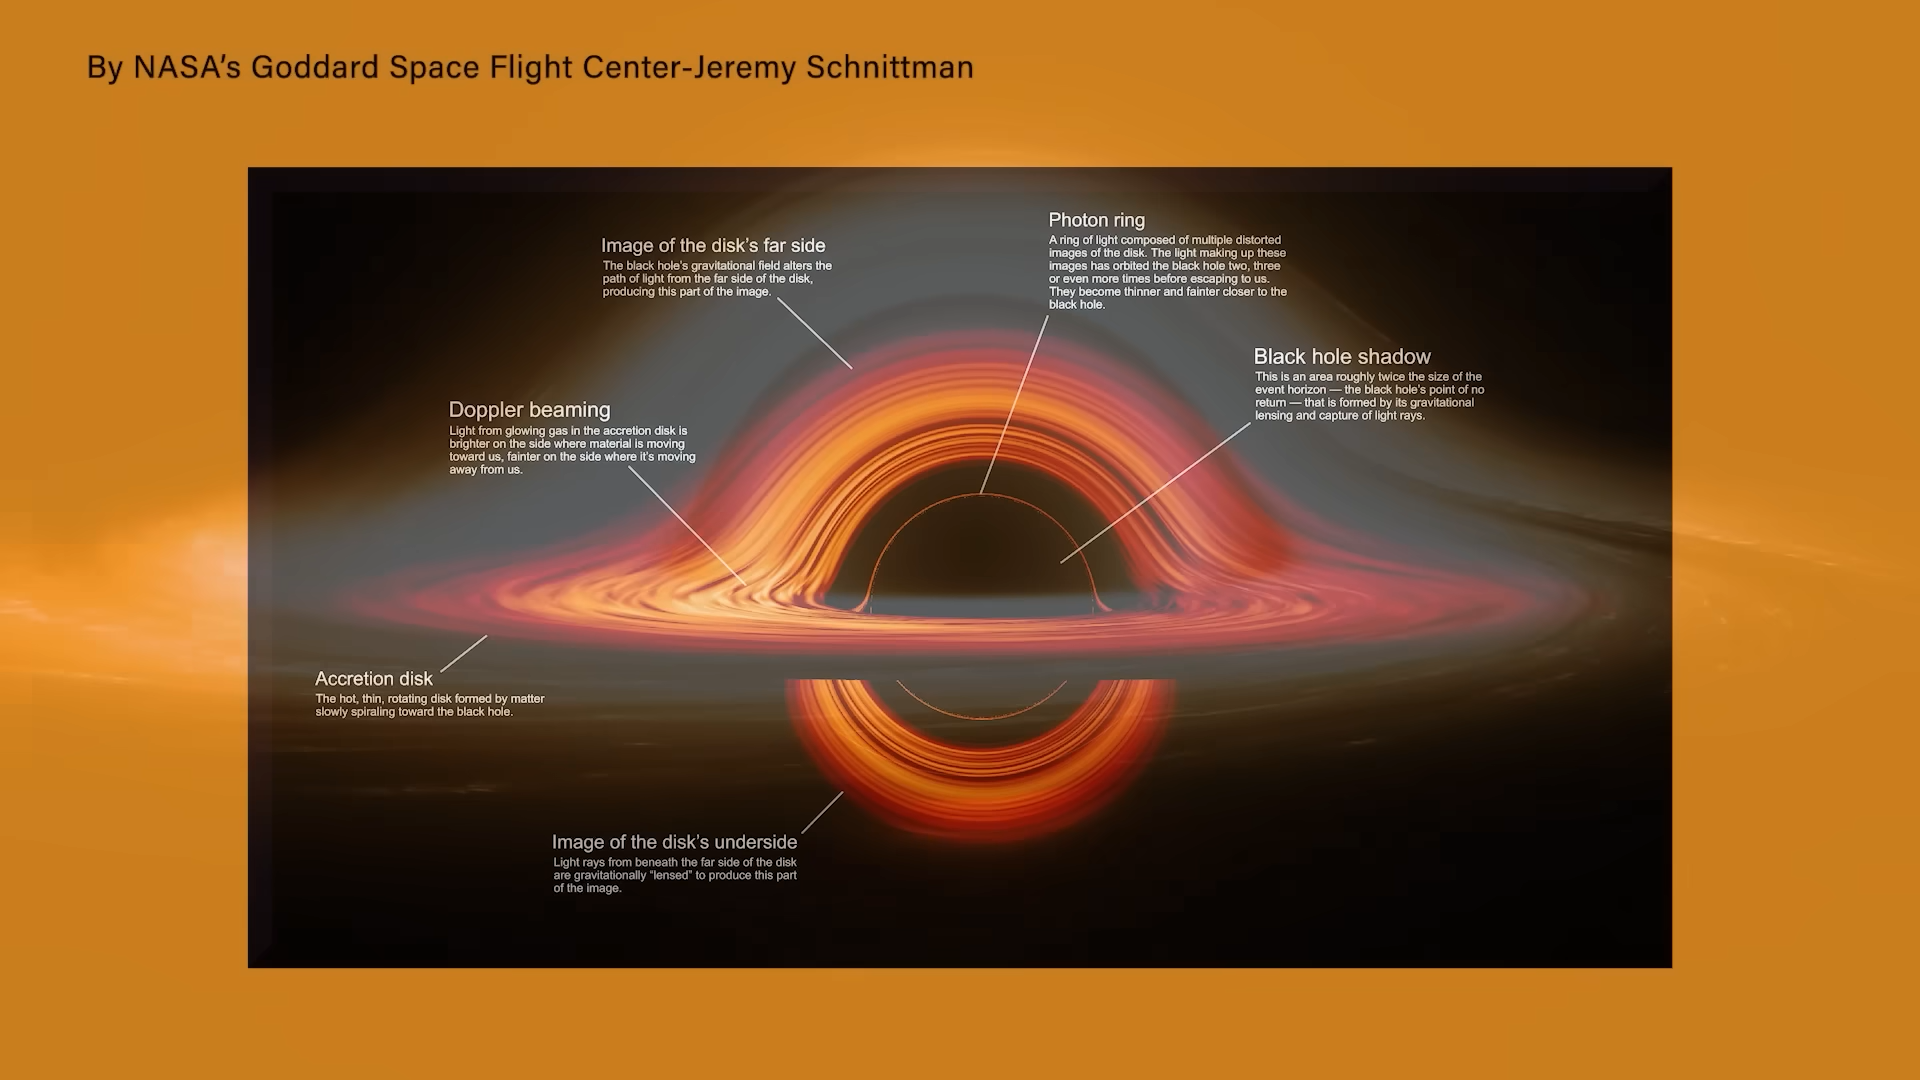 By NASA’s Goddard Space Flight Center-Jeremy Schnittman
Photon ring
A ring of light composed of multiple distorted
images of the disk. The light making up these
images has orbited the black hole two, three
or even more times before escaping to us.
They become thinner and fainter closer to the
black hole.
Image of the disk’s far side
The black hole’s gravitational field alters the
path of light from the far side of the disk,
producing this part of the image.
Black hole shadow
This is an area roughly twice the size of the
event horizon — the black hole’s point of no
return — that is formed by its gravitational
lensing and capture of light rays.
Doppler beaming
Light from glowing gas in the accretion disk is
brighter on the side where material is moving
toward us, fainter on the side where it’s moving
away from us.
Accretion disk
The hot, thin, rotating disk formed by matter
slowly spiraling toward the black hole.
Image of the disk’s underside
Light rays from beneath the far side of the disk
are gravitationally “lensed” to produce this part
of the image.